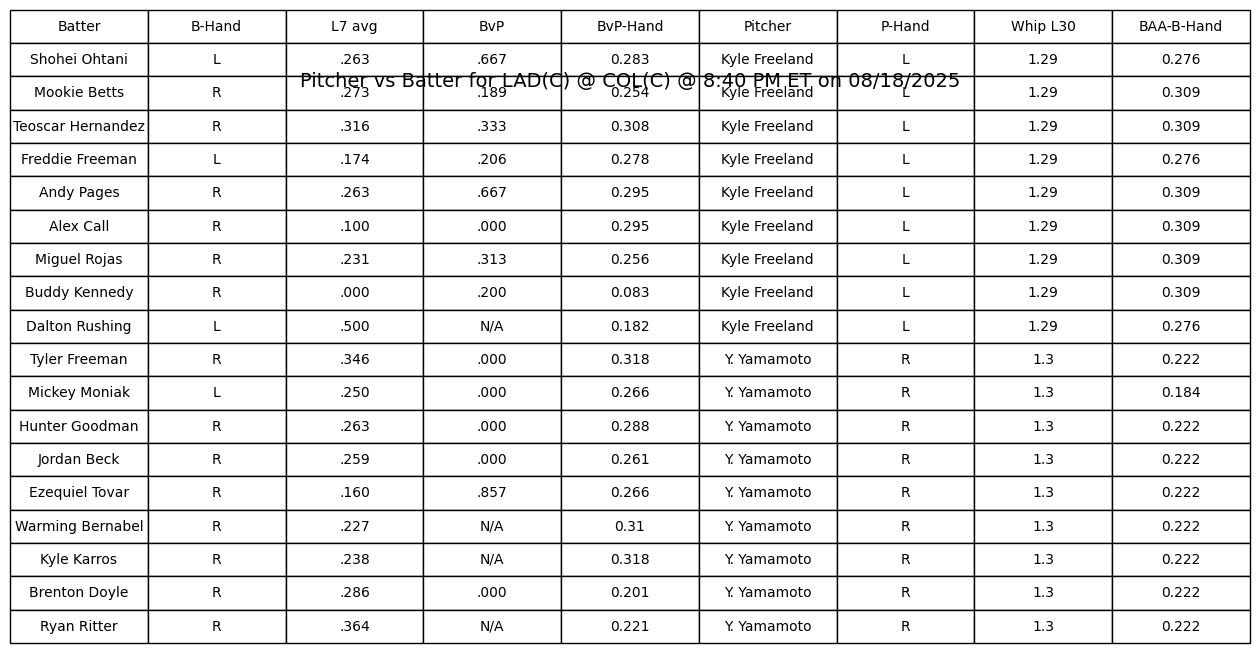 Batter B-Hand L7 avg BvP BvP-Hand Pitcher P-Hand Whip L30 BAA-B-Hand
Shohei Ohtani L .263 .667 0.283 Kyle Freeland L 1.29 0.276
Pitcher vs Batter for LAD(C) @ COL(C) @ 8:40 PM ET on 08/18/2025
Mookie Betts R .273 .189 0.254 Kyle Freeland L 1.29 0.309
Teoscar Hernandez R .316 .333 0.308 Kyle Freeland L 1.29 0.309
Freddie Freeman L .174 .206 0.278 Kyle Freeland L 1.29 0.276
Andy Pages R .263 .667 0.295 Kyle Freeland L 1.29 0.309
Alex Call R .100 .000 0.295 Kyle Freeland L 1.29 0.309
Miguel Rojas R .231 .313 0.256 Kyle Freeland L 1.29 0.309
Buddy Kennedy R .000 .200 0.083 Kyle Freeland L 1.29 0.309
Dalton Rushing L .500 N/A 0.182 Kyle Freeland L 1.29 0.276
Tyler Freeman R .346 .000 0.318 Y. Yamamoto R 1.3 0.222
Mickey Moniak L .250 .000 0.266 Y. Yamamoto R 1.3 0.184
Hunter Goodman R .263 .000 0.288 Y. Yamamoto R 1.3 0.222
Jordan Beck R .259 .000 0.261 Y. Yamamoto R 1.3 0.222
Ezequiel Tovar R .160 .857 0.266 Y. Yamamoto R 1.3 0.222
Warming Bernabel R .227 N/A 0.31 Y. Yamamoto R 1.3 0.222
Kyle Karros R .238 N/A 0.318 Y. Yamamoto R 1.3 0.222
Brenton Doyle R .286 .000 0.201 Y. Yamamoto R 1.3 0.222
Ryan Ritter R .364 N/A 0.221 Y. Yamamoto R 1.3 0.222